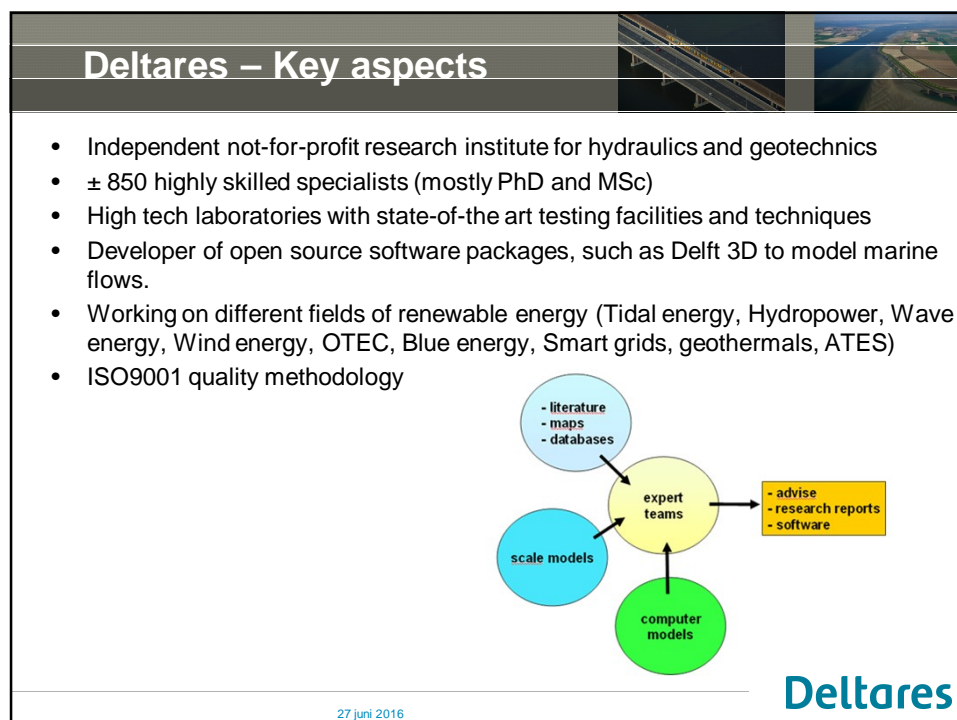 Deltares – Key aspects
• Independent not-for-profit research institute for hydraulics and geotechnics
• ± 850 highly skilled specialists (mostly PhD and MSc)
• High tech laboratories with state-of-the art testing facilities and techniques
• Developer of open source software packages, such as Delft 3D to model marine
flows.
• Working on different fields of renewable energy (Tidal energy, Hydropower, Wave
energy, Wind energy, OTEC, Blue energy, Smart grids, geothermals, ATES)
• ISO9001 quality methodology
- literature
- maps
- databases
expert
teams
- advise
- research reports
- software
scale models
computer
models
Deltares
27 juni 2016